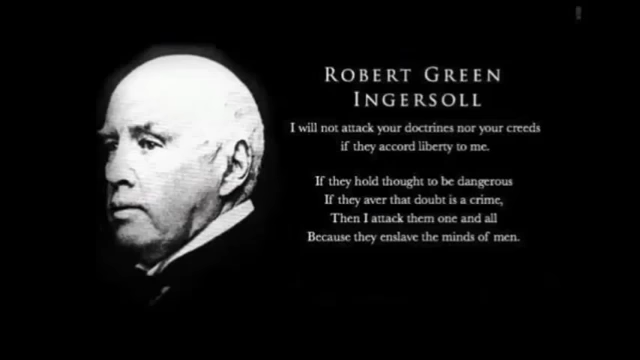 ROBERT GREEN
INGERSOLL
I will not attack your doctrines nor your creeds
if they accord liberty to me.
If they hold thought to be dangerous
If they aver that doubt is a crime,
Then I attack them one and all
Because they enslave the minds of men.